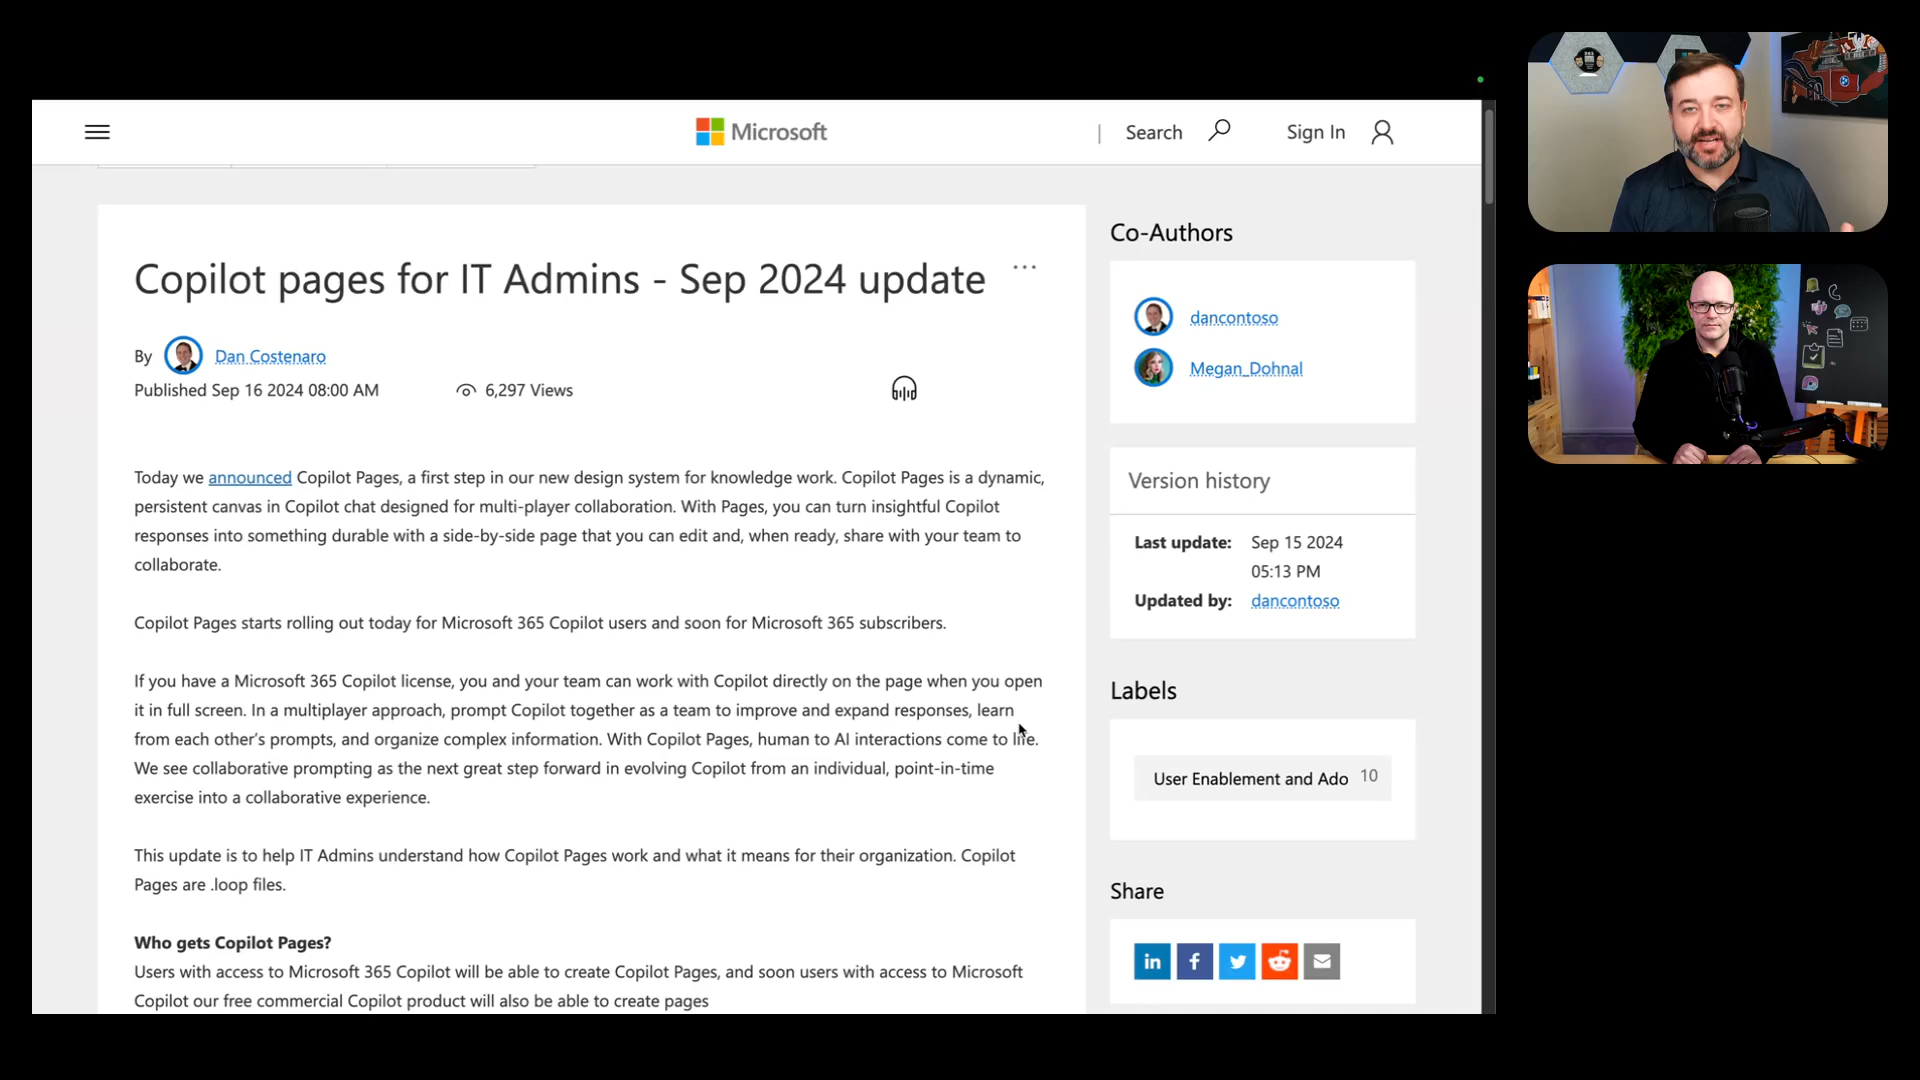 Microsoft
Search
Sign In
Copilot pages for IT Admins - Sep 2024 update
By Dan Costenaro
Published Sep 16 2024 08:00 AM
6,297 Views
Today we announced Copilot Pages, a first step in our new design system for knowledge work. Copilot Pages is a dynamic,
persistent canvas in Copilot chat designed for multi-player collaboration. With Pages, you can turn insightful Copilot
responses into something durable with a side-by-side page that you can edit and, when ready, share with your team to
collaborate.
Copilot Pages starts rolling out today for Microsoft 365 Copilot users and soon for Microsoft 365 subscribers.
If you have a Microsoft 365 Copilot license, you and your team can work with Copilot directly on the page when you open
it in full screen. In a multiplayer approach, prompt Copilot together as a team to improve and expand responses, learn
from each other's prompts, and organize complex information. With Copilot Pages, human to AI interactions come to life.
We see collaborative prompting as the next great step forward in evolving Copilot from an individual, point-in-time
exercise into a collaborative experience.
This update is to help IT Admins understand how Copilot Pages work and what it means for their organization. Copilot
Pages are .loop files.
Who gets Copilot Pages?
Users with access to Microsoft 365 Copilot will be able to create Copilot Pages, and soon users with access to Microsoft
Copilot our free commercial Copilot product will also be able to create pages
Co-Authors
dancontoso
Megan_Dohnal
Version history
Last update: Sep 15 2024
05:13 PM
Updated by: dancontoso
Labels
User Enablement and Ado 10
Share